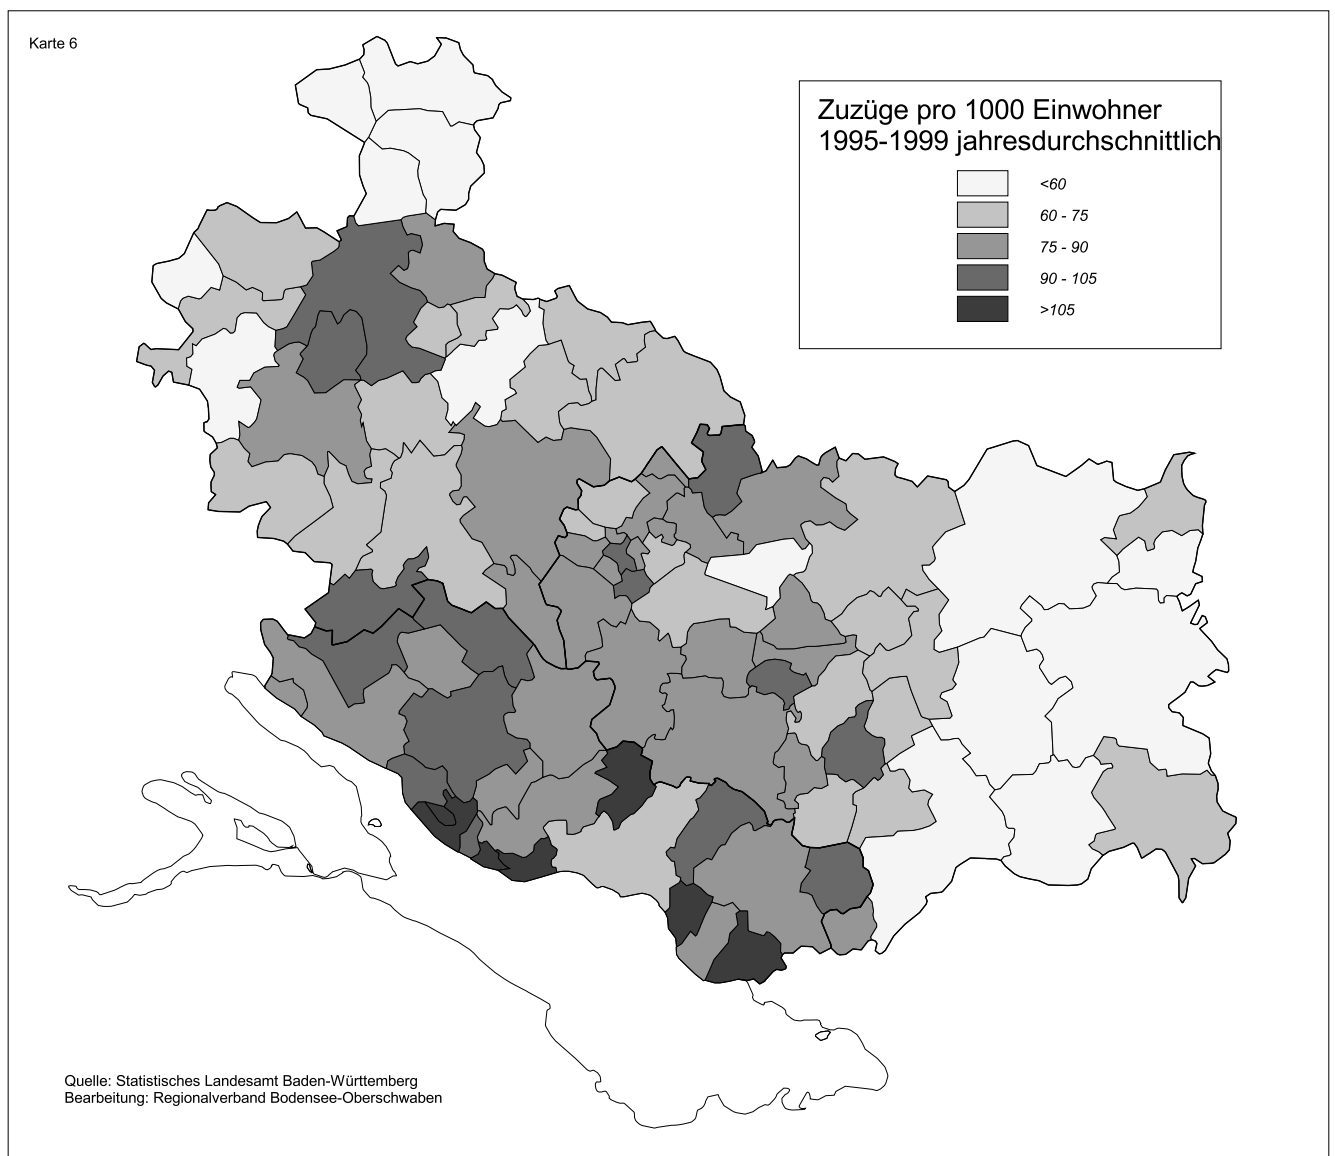 Karte 6
Zuzüge pro 1000 Einwohner
1995-1999 jahresdurchschnittlich
<60
60 - 75
75 - 90
90 - 105
>105
Quelle: Statistisches Landesamt Baden-Württemberg
Bearbeitung: Regionalverband Bodensee-Oberschwaben